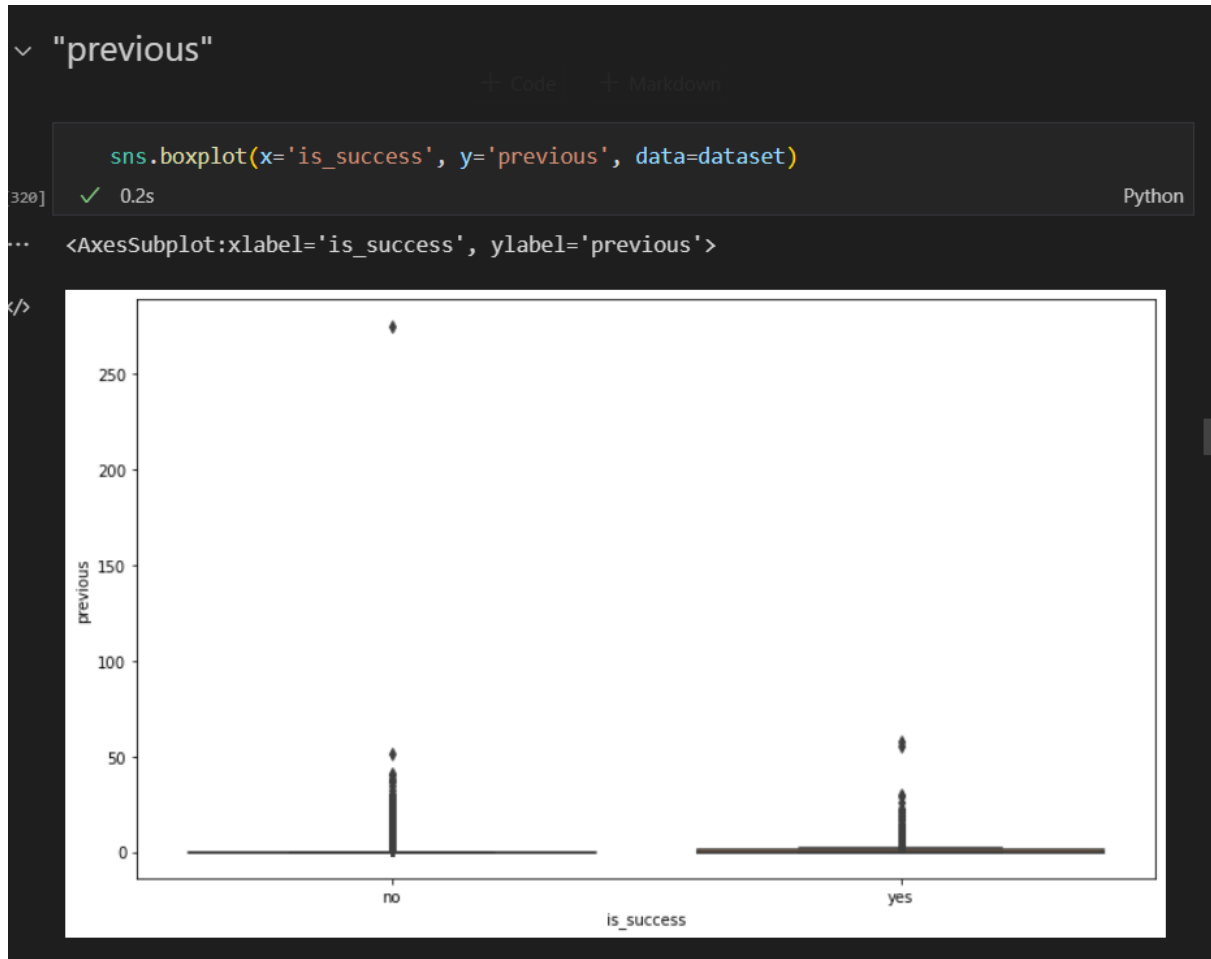 "previous"
+ Code + Markdown
sns.boxplot(x='is_success', y='previous', data=dataset)
[320] ✓ 0.2s Python
... <AxesSubplot:xlabel='is_success', ylabel='previous'>
</>
250
200
150
100
50
0
previous
no yes
is_success